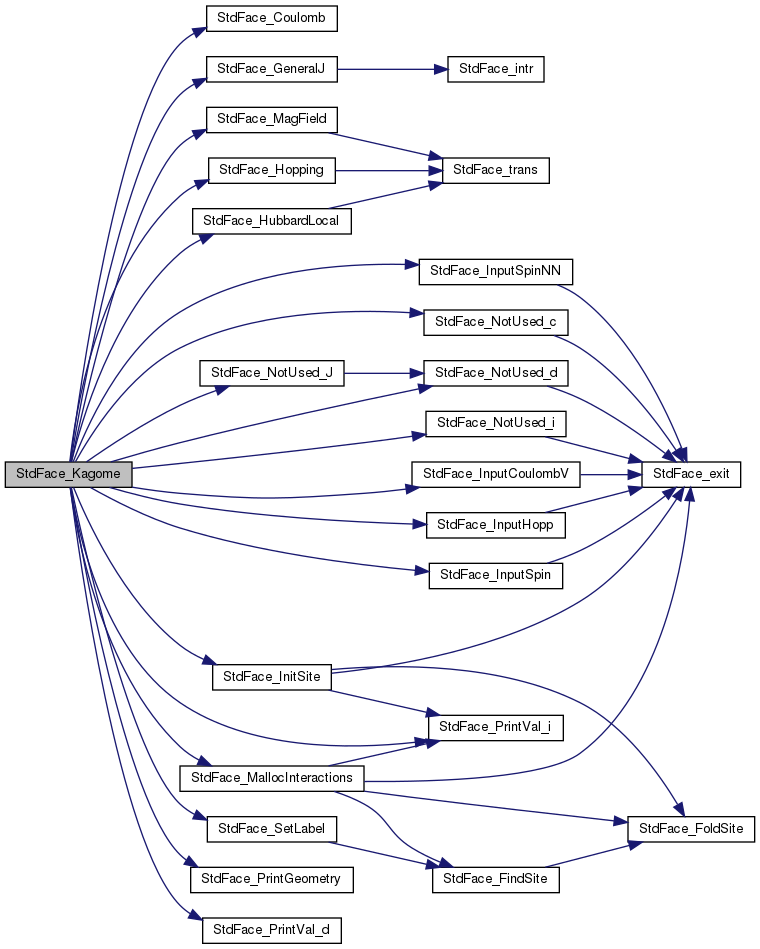 StdFace_Coulomb
StdFace_GeneralJ
StdFace_intr
StdFace_MagField
StdFace_Hopping
StdFace_trans
StdFace_HubbardLocal
StdFace_InputSpinNN
StdFace_NotUsed_c
StdFace_NotUsed_J
StdFace_NotUsed_d
StdFace_NotUsed_i
StdFace_Kagome
StdFace_InputCoulombV
StdFace_exit
StdFace_InputHopp
StdFace_InputSpin
StdFace_InitSite
StdFace_PrintVal_i
StdFace_MallocInteractions
StdFace_SetLabel
StdFace_FoldSite
StdFace_PrintGeometry
StdFace_FindSite
StdFace_PrintVal_d